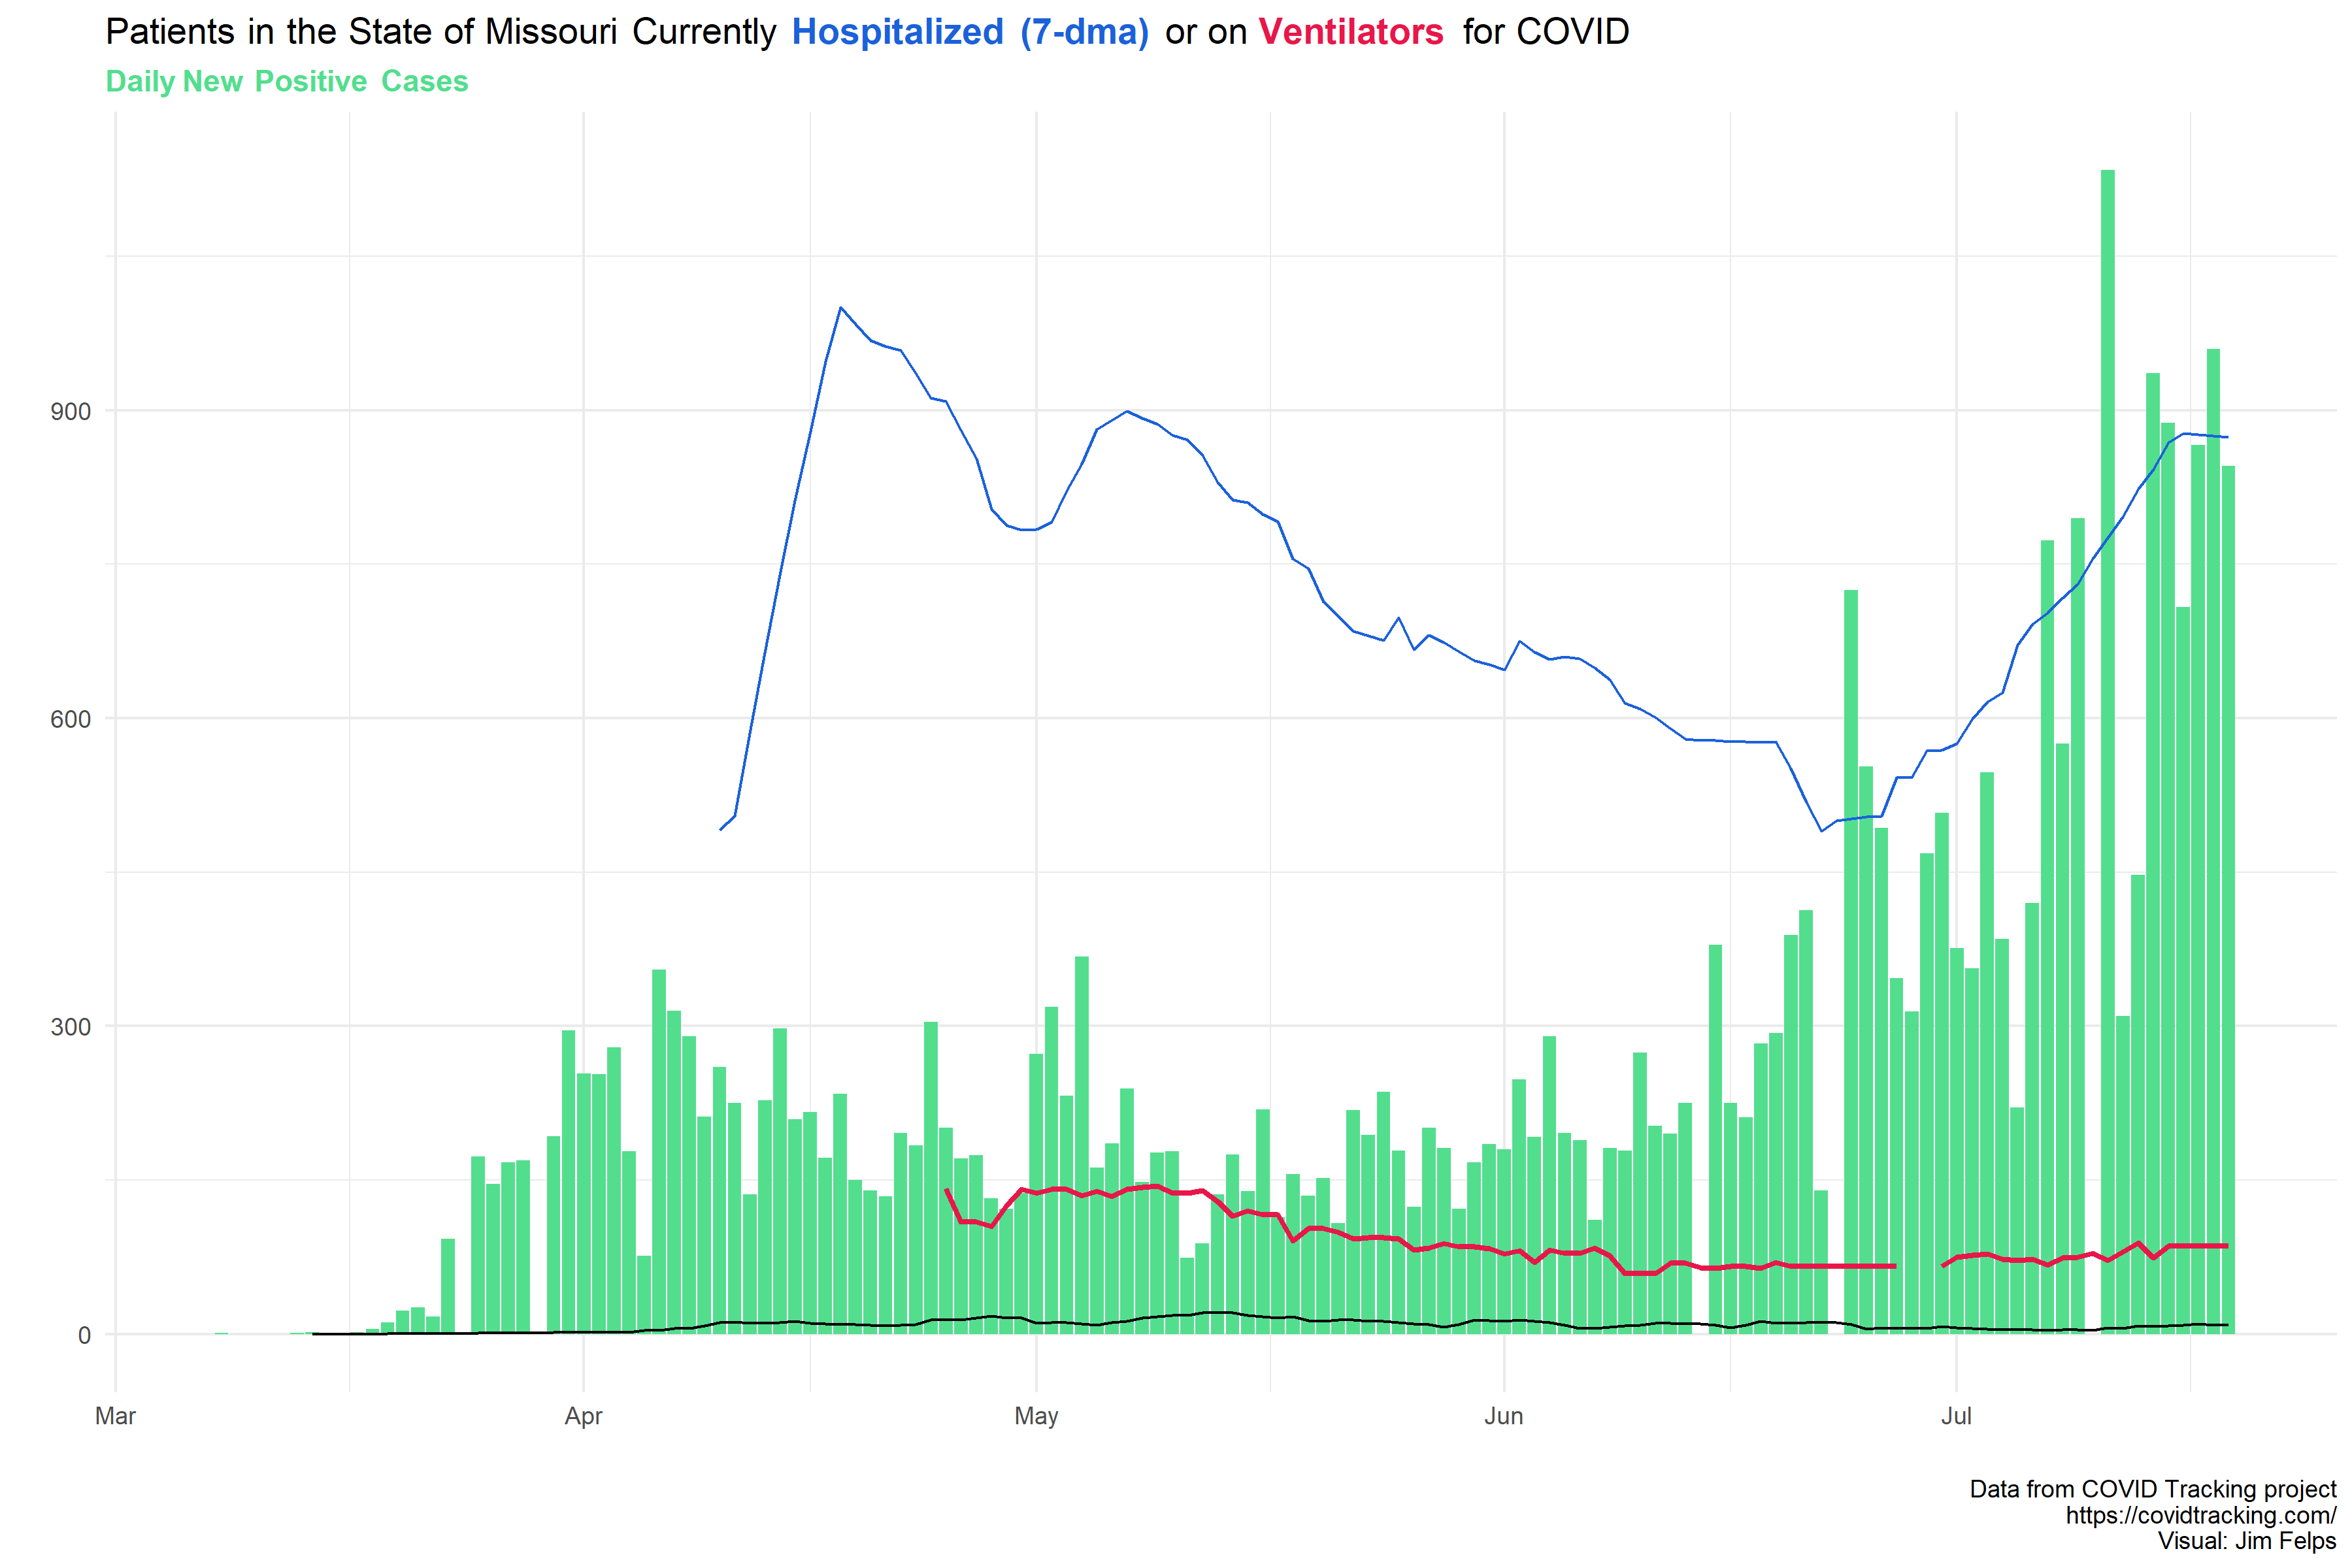 Patients in the State of Missouri Currently Hospitalized (7-dma) or on Ventilators for COVID
Daily New Positive Cases
900
600
300
0
Mar Apr May Jun Jul
Data from COVID Tracking project
https://covidtracking.com/
Visual: Jim Felps